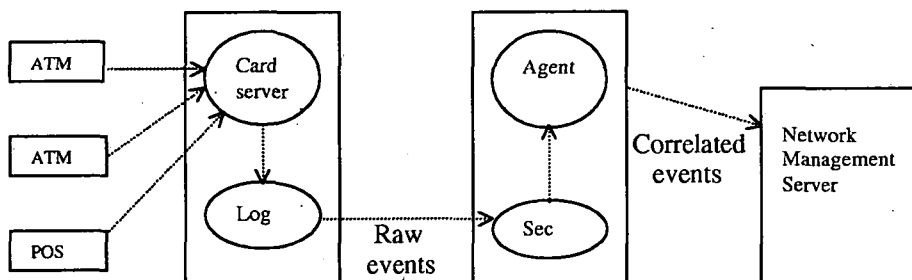 ATM
ATM
POS
Card
server
Log
Raw
events
Agent
Sec
Correlated
events
Network
Management
Server